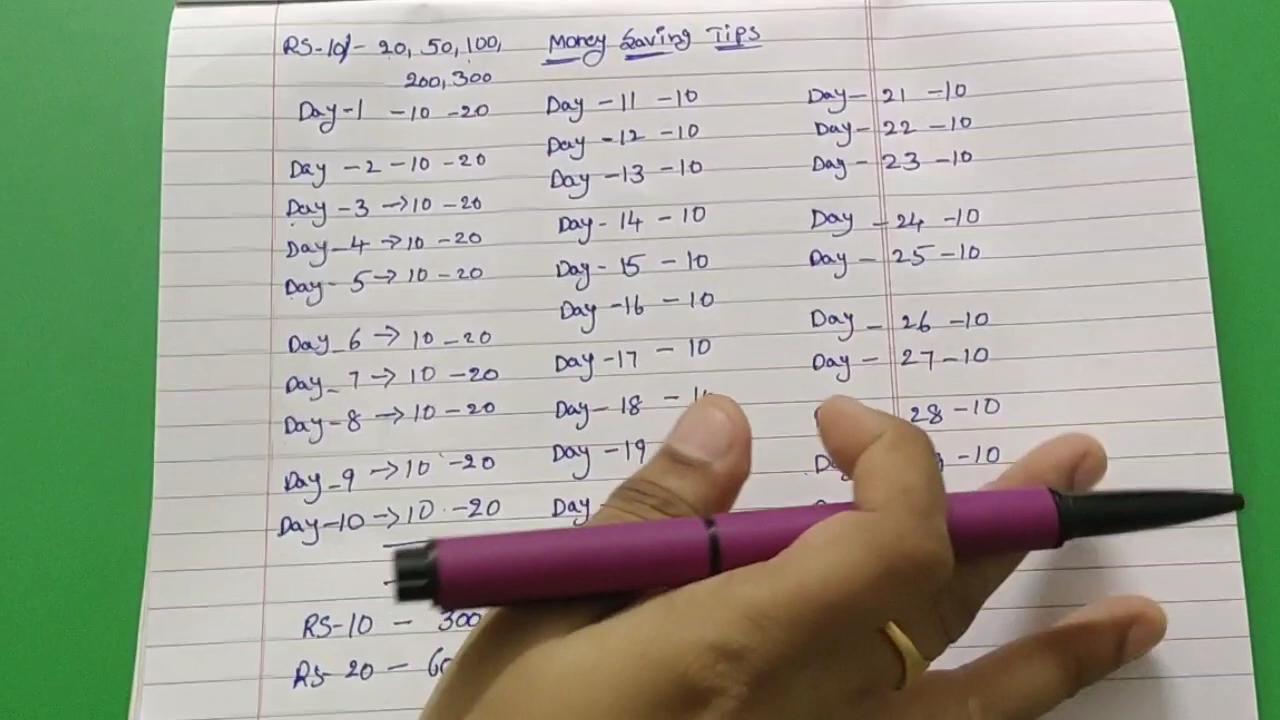 RS-10/- 20, 50, 100,
200, 300
Money Saving Tips
Day-1 -10 -20
Day -2 -10 -20
Day -3 →10 -20
Day-4 →10 -20
Day- 5→10 -20
Day-6 → 10 -20
Day-7 →10 -20
Day-8 →10 -20
Day-9 →10 -20
Day-10 →10 -20
RS-10 - 300
Rs- 20 -
Day -11 -10
Day -12 -10
Day -13 -10
Day- 14 -10
Day- 15 -10
Day -16 -10
Day -17 - 10
Day- 18 -
Day -19
Day
Day- 21 -10
Day- 22 -10
Day- 23 -10
Day - 24 -10
Day - 25 -10
Day - 26 -10
Day - 27 -10
28 -10
-10